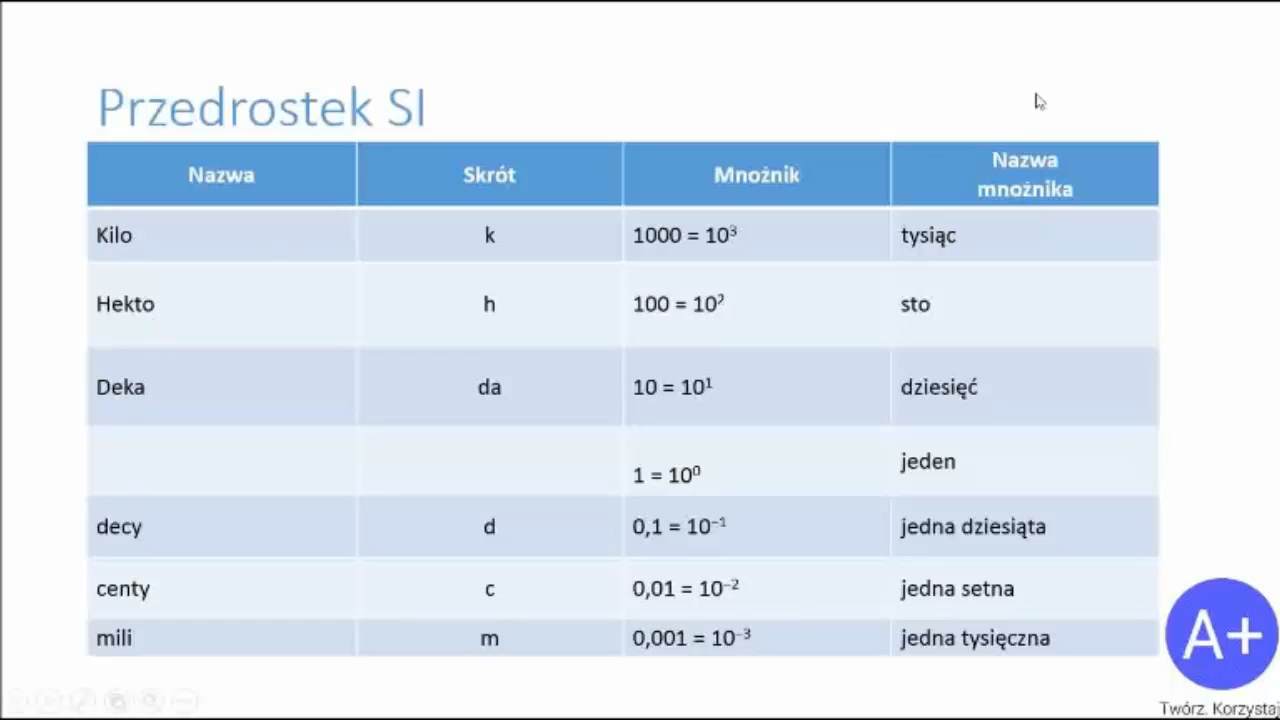 Przedrostek SI
Nazwa Skrót Mnożnik Nazwa mnożnika
Kilo k 1000 = 10³ tysiąc
Hekto h 100 = 10² sto
Deka da 10 = 10¹ dziesięć
1 = 10⁰ jeden
decy d 0,1 = 10⁻¹ jedna dziesiąta
centy c 0,01 = 10⁻² jedna setna
mili m 0,001 = 10⁻³ jedna tysięczna
A+
Twórz. Korzystaj